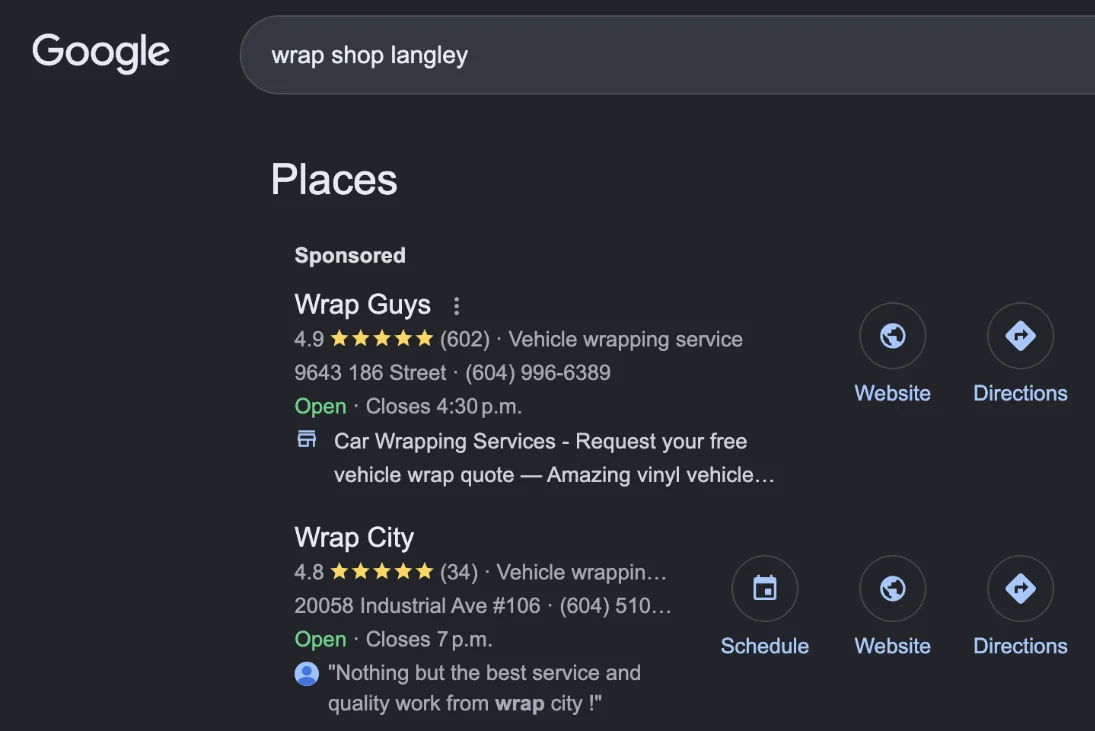 Google
wrap shop langley
Places
Sponsored
Wrap Guys
4.9 (602) · Vehicle wrapping service
9643 186 Street · (604) 996-6389
Open · Closes 4:30 p.m.
Website
Directions
Car Wrapping Services - Request your free
vehicle wrap quote — Amazing vinyl vehicle…
Wrap City
4.8 (34) · Vehicle wrappin…
20058 Industrial Ave #106 · (604) 510…
Open · Closes 7 p.m.
Schedule
Website
Directions
"Nothing but the best service and
quality work from wrap city !"